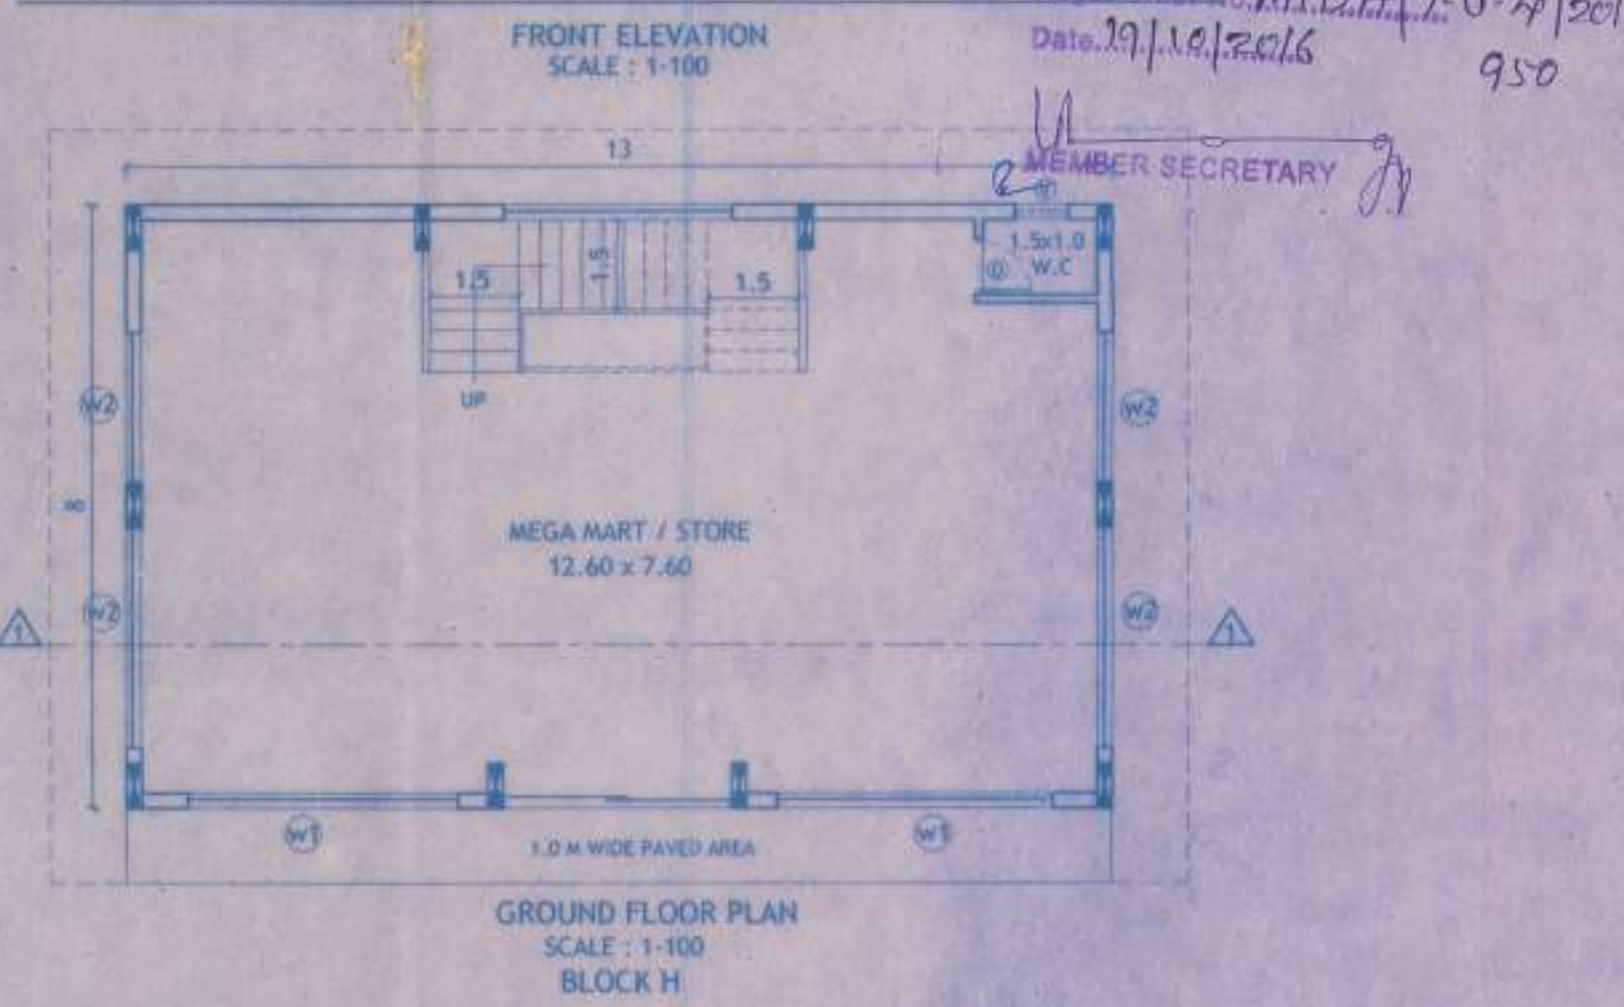 FRONT ELEVATION
SCALE : 1-100
Date..19/.10/2016
950
13
MEMBER SECRETARY
1.5x1.0
W.C
D
1.5
1.5
1.5
UP
W2
W2
8
MEGA MART / STORE
12.60 x 7.60
W2
W2
1
1
W1
W1
1.0 M WIDE PAVED AREA
GROUND FLOOR PLAN
SCALE : 1-100
BLOCK H